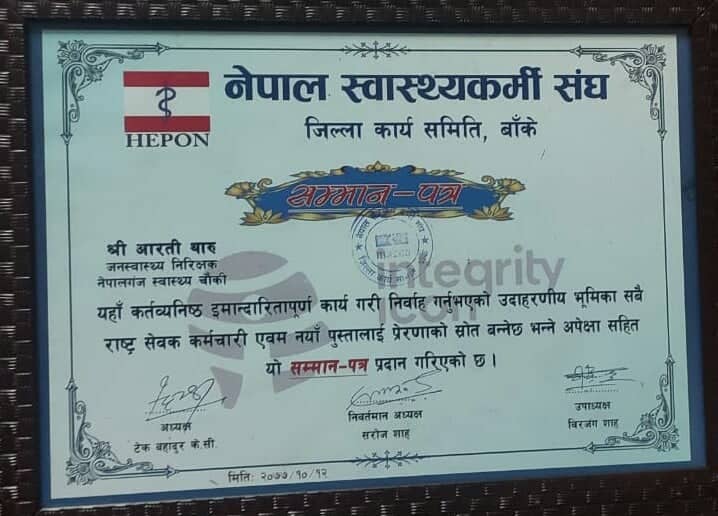 नेपाल स्वास्थ्यकर्मी संघ
HEPON
जिल्ला कार्य समिति, बाँके
सम्मान-पत्र
श्री आरती थारु
जनस्वास्थ्य निरिक्षक
नेपालगंज स्वास्थ्य चौकी
Integrity
icon
यहाँ कर्तव्यनिष्ठ इमान्दारितापूर्ण कार्य गरी निर्वाह गर्नुभएको उदाहरणीय भूमिका सबै
राष्ट्र सेवक कर्मचारी एवम नयाँ पुस्तालाई प्रेरणाको स्रोत बन्नेछ भन्ने अपेक्षा सहित
यो सम्मान-पत्र प्रदान गरिएको छ।
अध्यक्ष
टेक बहादुर के.सी.
निवर्तमान अध्यक्ष
सरोज शाह
उपाध्यक्ष
विरजंग शाह
मितिः २०७७/१०/१२